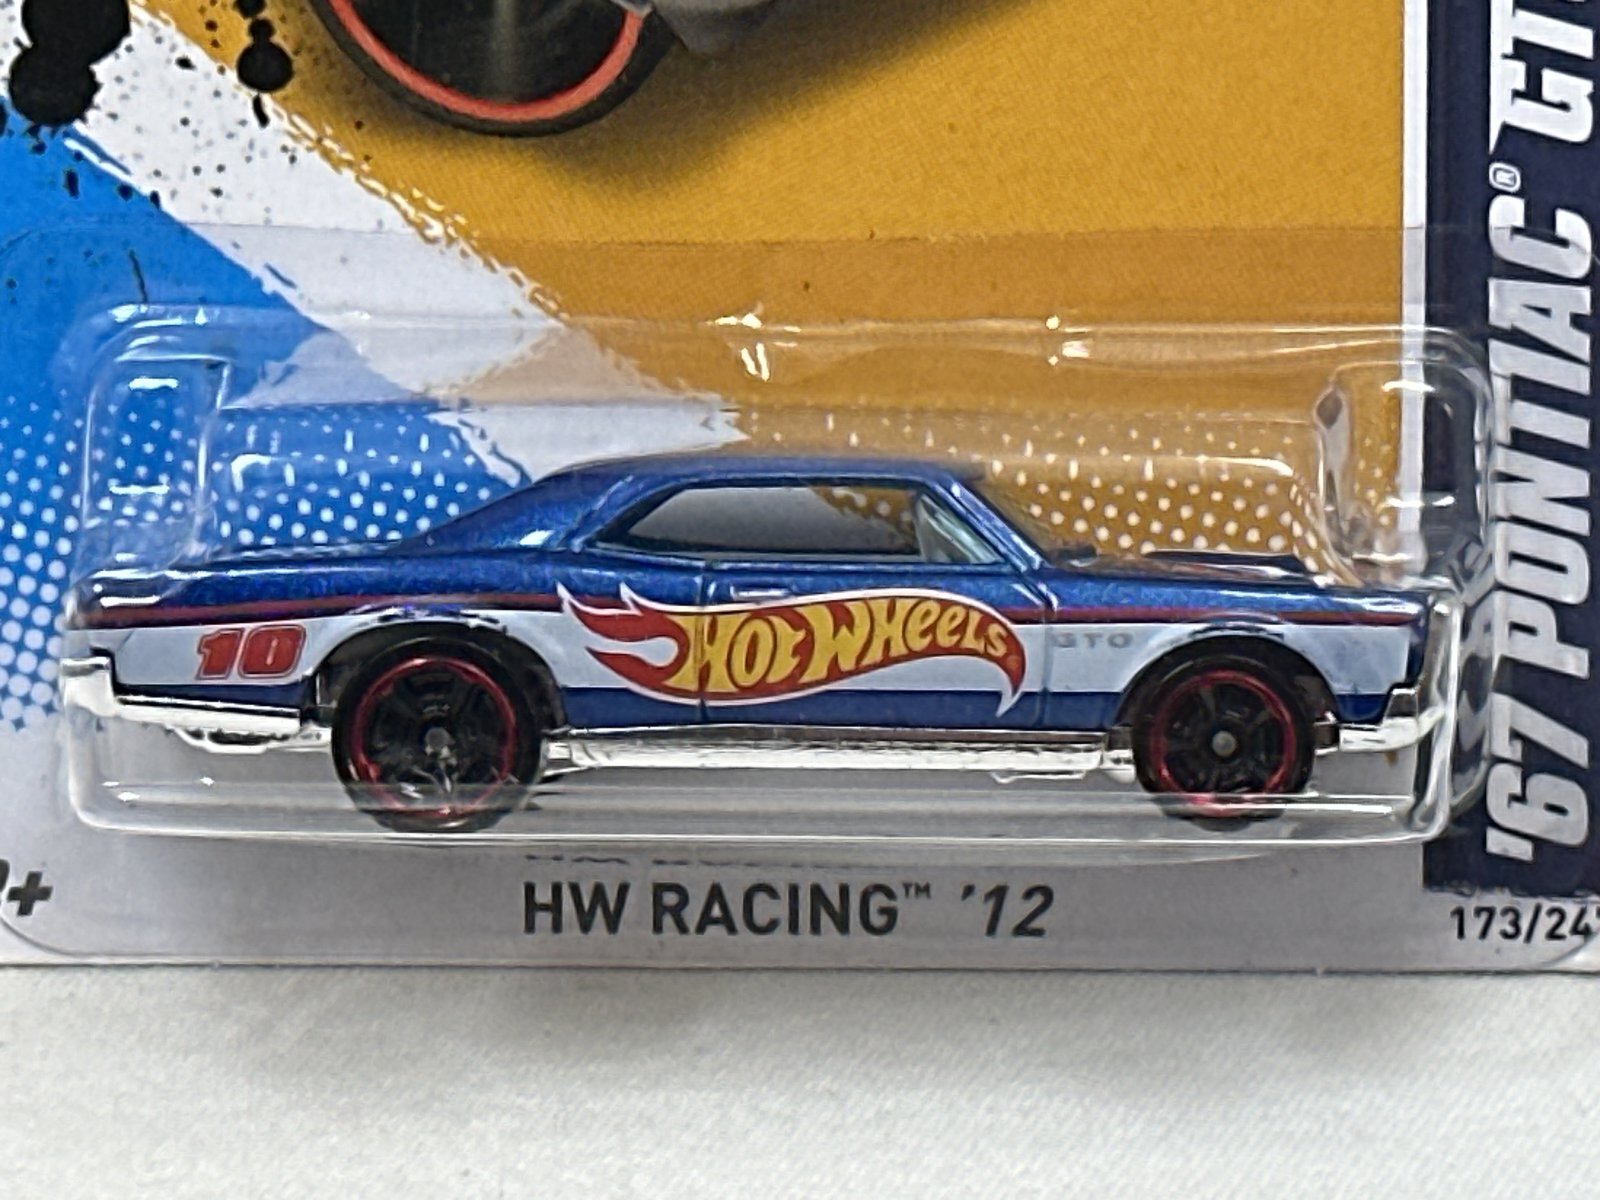 '67 PONTIAC® GT
10
HOT WHEELS
GTO
HW RACING™ '12
173/24